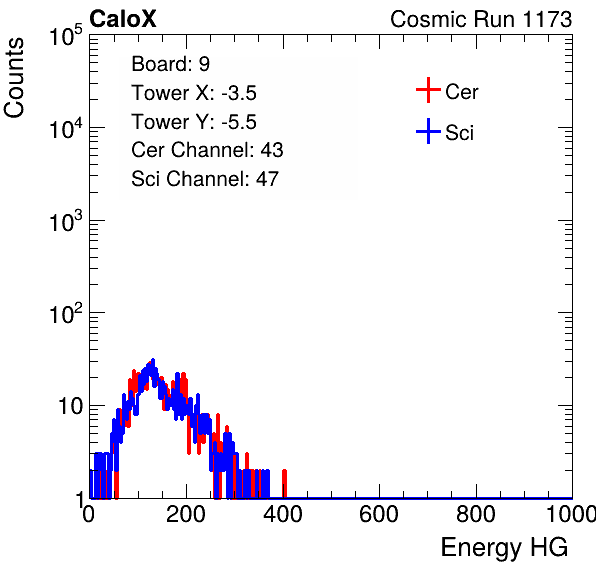 CaloX Cosmic Run 1173
Counts
10^5
10^4
10^3
10^2
10
1
Board: 9
Tower X: -3.5
Tower Y: -5.5
Cer Channel: 43
Sci Channel: 47
Cer
Sci
0 200 400 600 800 1000
Energy HG